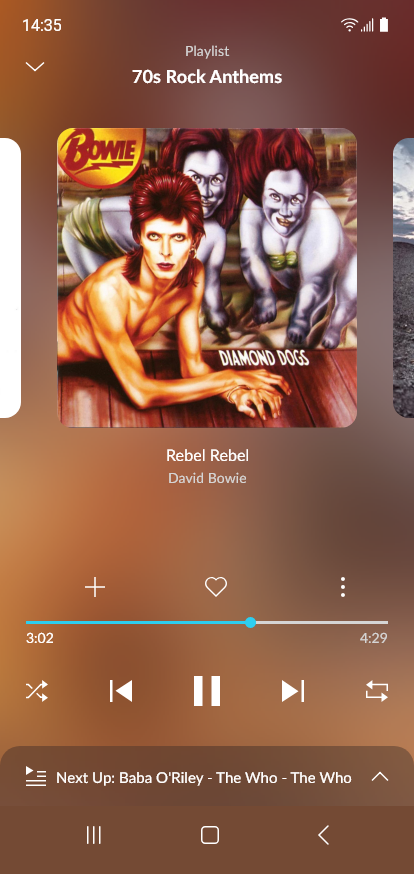 14:35
Playlist
70s Rock Anthems
BOWIE
DIAMOND DOGS
Rebel Rebel
David Bowie
3:02
4:29
Next Up: Baba O'Riley - The Who - The Who